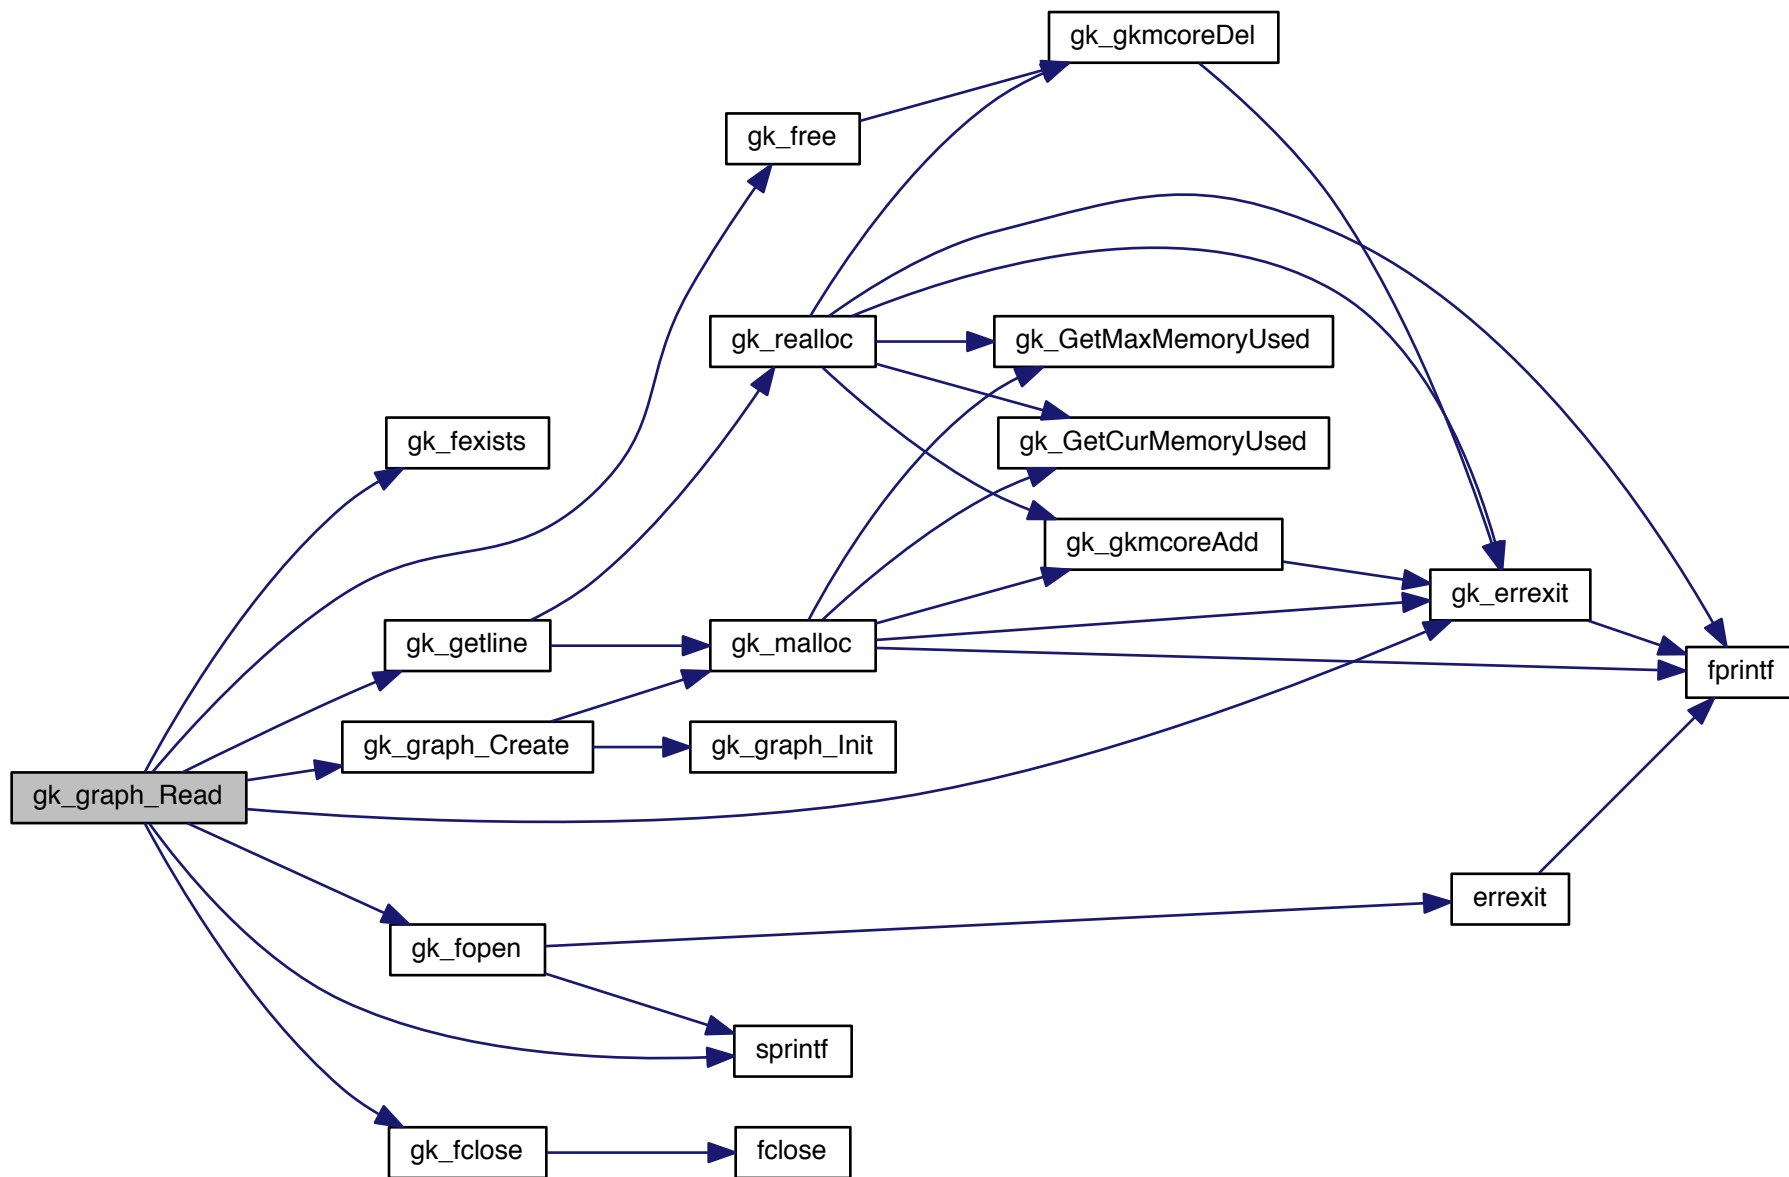 gk_gkmcoreDel
gk_free
gk_realloc
gk_GetMaxMemoryUsed
gk_fexists
gk_GetCurMemoryUsed
gk_gkmcoreAdd
gk_errexit
gk_getline
gk_malloc
fprintf
gk_graph_Create
gk_graph_Init
gk_graph_Read
errexit
gk_fopen
sprintf
gk_fclose
fclose